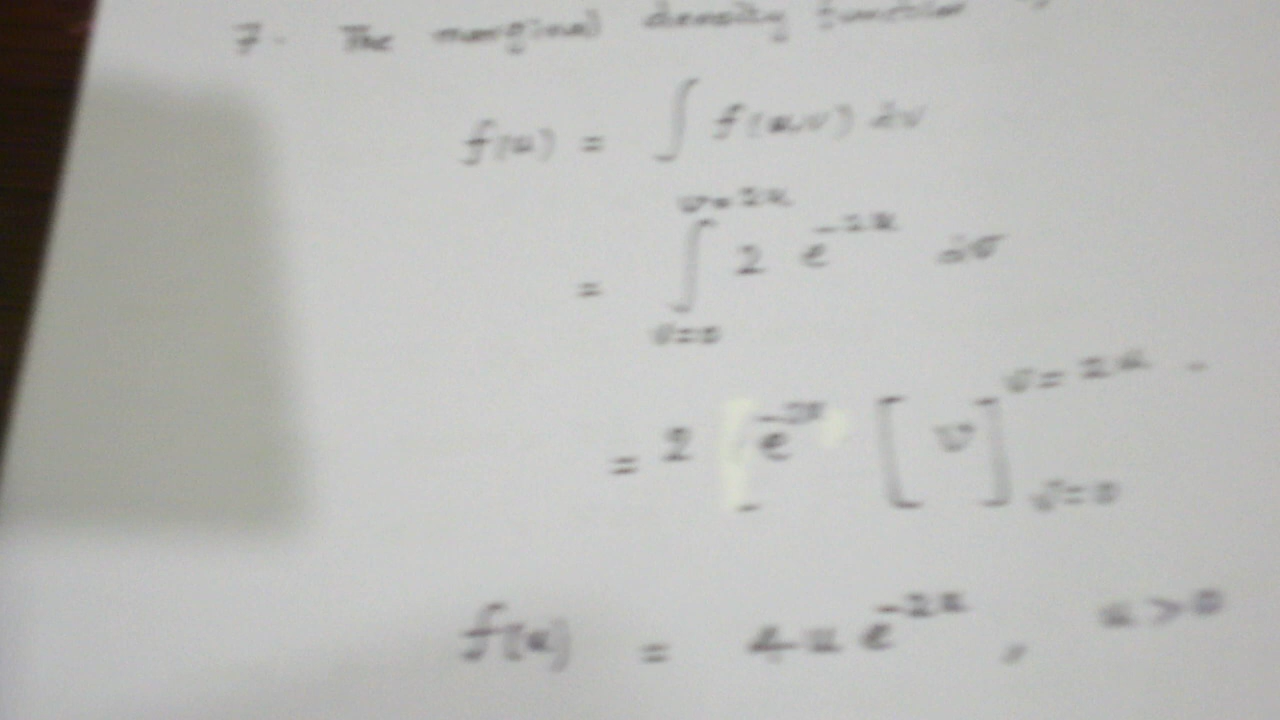 7. The marginal density function
f(u) = ∫ f(u,v) dv
= ∫_{v=0}^{v=2u} 2 e^{-2u} dv
= 2 e^{-2u} [v]_{v=0}^{v=2u}
f(u) = 4u e^{-2u}, u>0